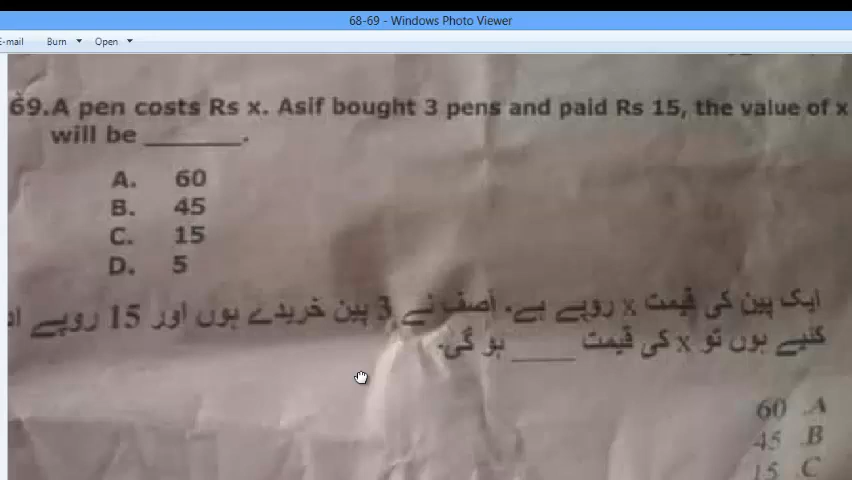 68-69 - Windows Photo Viewer
E-mail Burn Open
69.A pen costs Rs x. Asif bought 3 pens and paid Rs 15, the value of x
will be ______.
A. 60
B. 45
C. 15
D. 5
ایک پین کی قیمت x روپے ہے۔ آصف نے 3 پین خریدے ہوں اور 15 روپے
کئیے ہوں تو x کی قیمت _____ ہو گی۔
60 .A
45 .B
15 .C